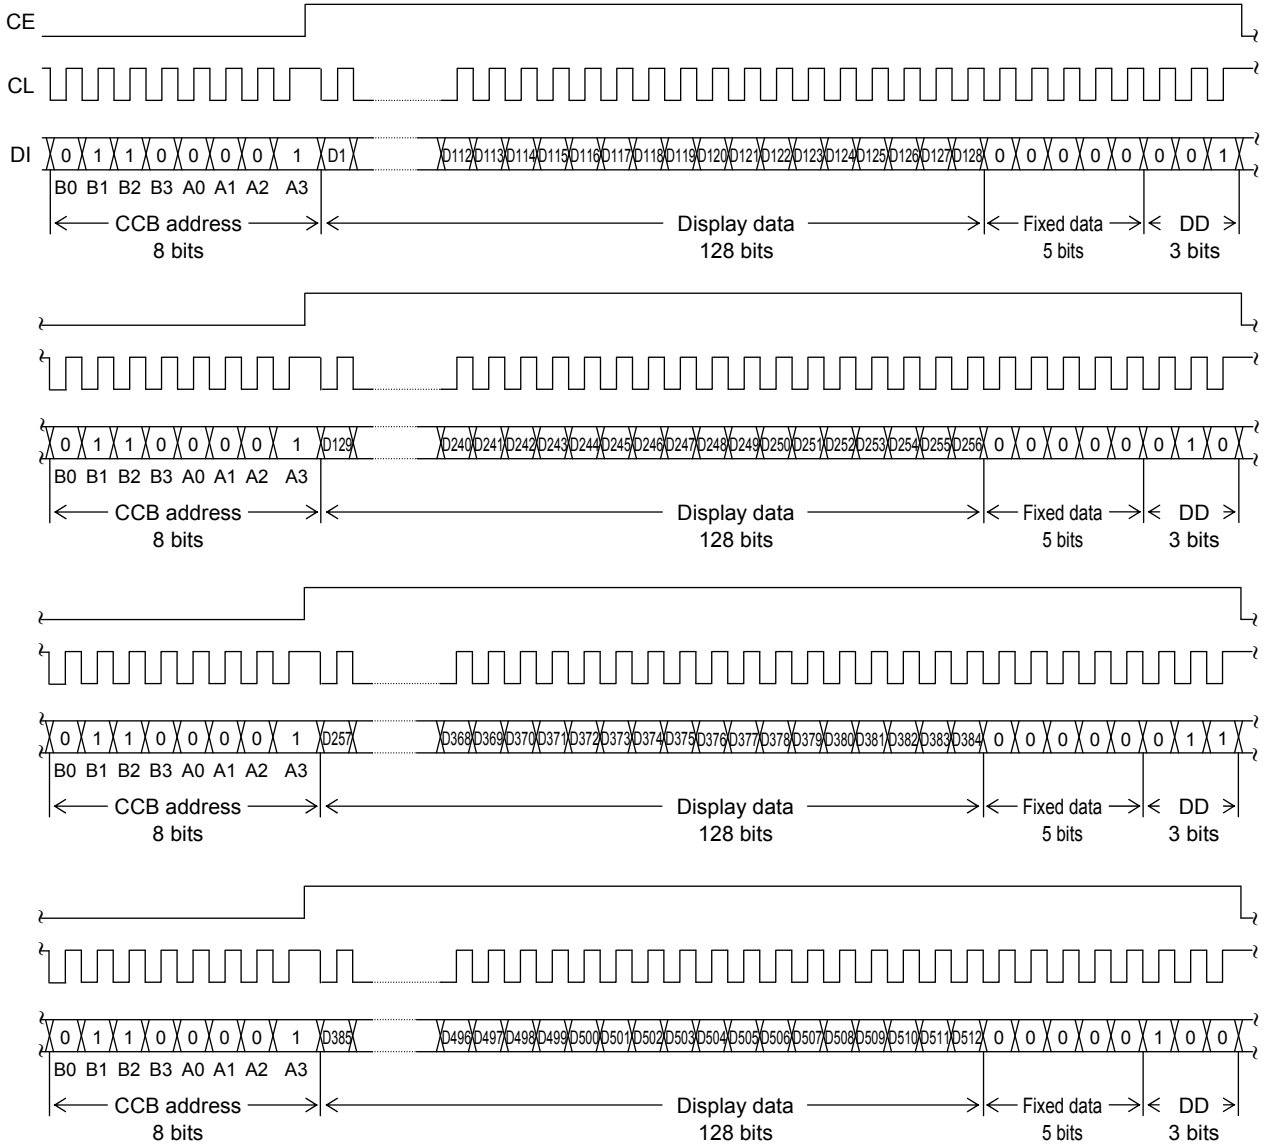 CE
CL
DI 0 1 1 0 0 0 0 1 D1 D112 D113 D114 D115 D116 D117 D118 D119 D120 D121 D122 D123 D124 D125 D126 D127 D128 0 0 0 0 0 0 0 1
B0 B1 B2 B3 A0 A1 A2 A3
CCB address Display data Fixed data DD
8 bits 128 bits 5 bits 3 bits
0 1 1 0 0 0 0 1 D129 D240 D241 D242 D243 D244 D245 D246 D247 D248 D249 D250 D251 D252 D253 D254 D255 D256 0 0 0 0 0 0 1 0
B0 B1 B2 B3 A0 A1 A2 A3
CCB address Display data Fixed data DD
8 bits 128 bits 5 bits 3 bits
0 1 1 0 0 0 0 1 D257 D368 D369 D370 D371 D372 D373 D374 D375 D376 D377 D378 D379 D380 D381 D382 D383 D384 0 0 0 0 0 0 1 1
B0 B1 B2 B3 A0 A1 A2 A3
CCB address Display data Fixed data DD
8 bits 128 bits 5 bits 3 bits
0 1 1 0 0 0 0 1 D385 D496 D497 D498 D499 D500 D501 D502 D503 D504 D505 D506 D507 D508 D509 D510 D511 D512 0 0 0 0 0 1 0 0
B0 B1 B2 B3 A0 A1 A2 A3
CCB address Display data Fixed data DD
8 bits 128 bits 5 bits 3 bits